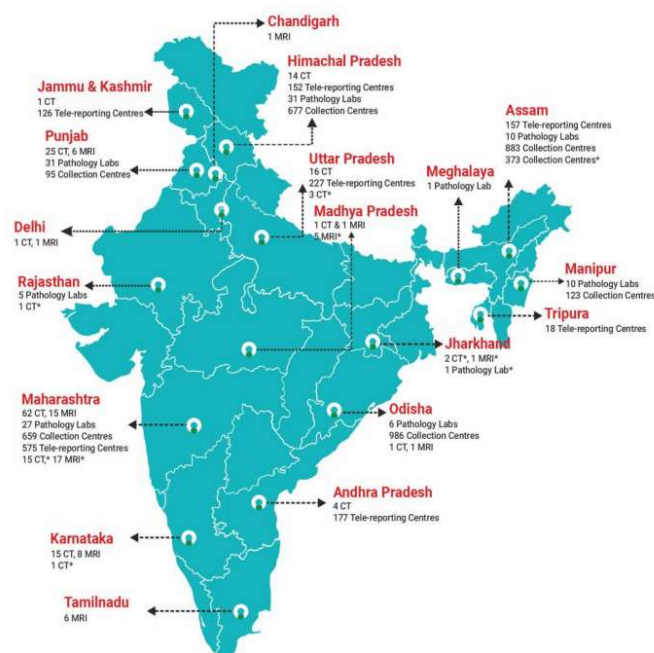 Chandigarh
1 MRI
Himachal Pradesh
14 CT
152 Tele-reporting Centres
31 Pathology Labs
677 Collection Centres
Jammu & Kashmir
1 CT
126 Tele-reporting Centres
Punjab
25 CT, 6 MRI
31 Pathology Labs
95 Collection Centres
Uttar Pradesh
16 CT
227 Tele-reporting Centres
3 CT*
Assam
157 Tele-reporting Centres
10 Pathology Labs
883 Collection Centres
373 Collection Centres*
Meghalaya
1 Pathology Lab
Madhya Pradesh
1 CT & 1 MRI
5 MRI*
Delhi
1 CT, 1 MRI
Rajasthan
5 Pathology Labs
1 CT*
Manipur
10 Pathology Labs
123 Collection Centres
Tripura
18 Tele-reporting Centres
Jharkhand
2 CT*, 1 MRI*
1 Pathology Lab*
Maharashtra
62 CT, 15 MRI
27 Pathology Labs
659 Collection Centres
575 Tele-reporting Centres
15 CT,* 17 MRI*
Odisha
6 Pathology Labs
986 Collection Centres
1 CT, 1 MRI
Andhra Pradesh
4 CT
177 Tele-reporting Centres
Karnataka
15 CT, 8 MRI
1 CT*
Tamilnadu
6 MRI